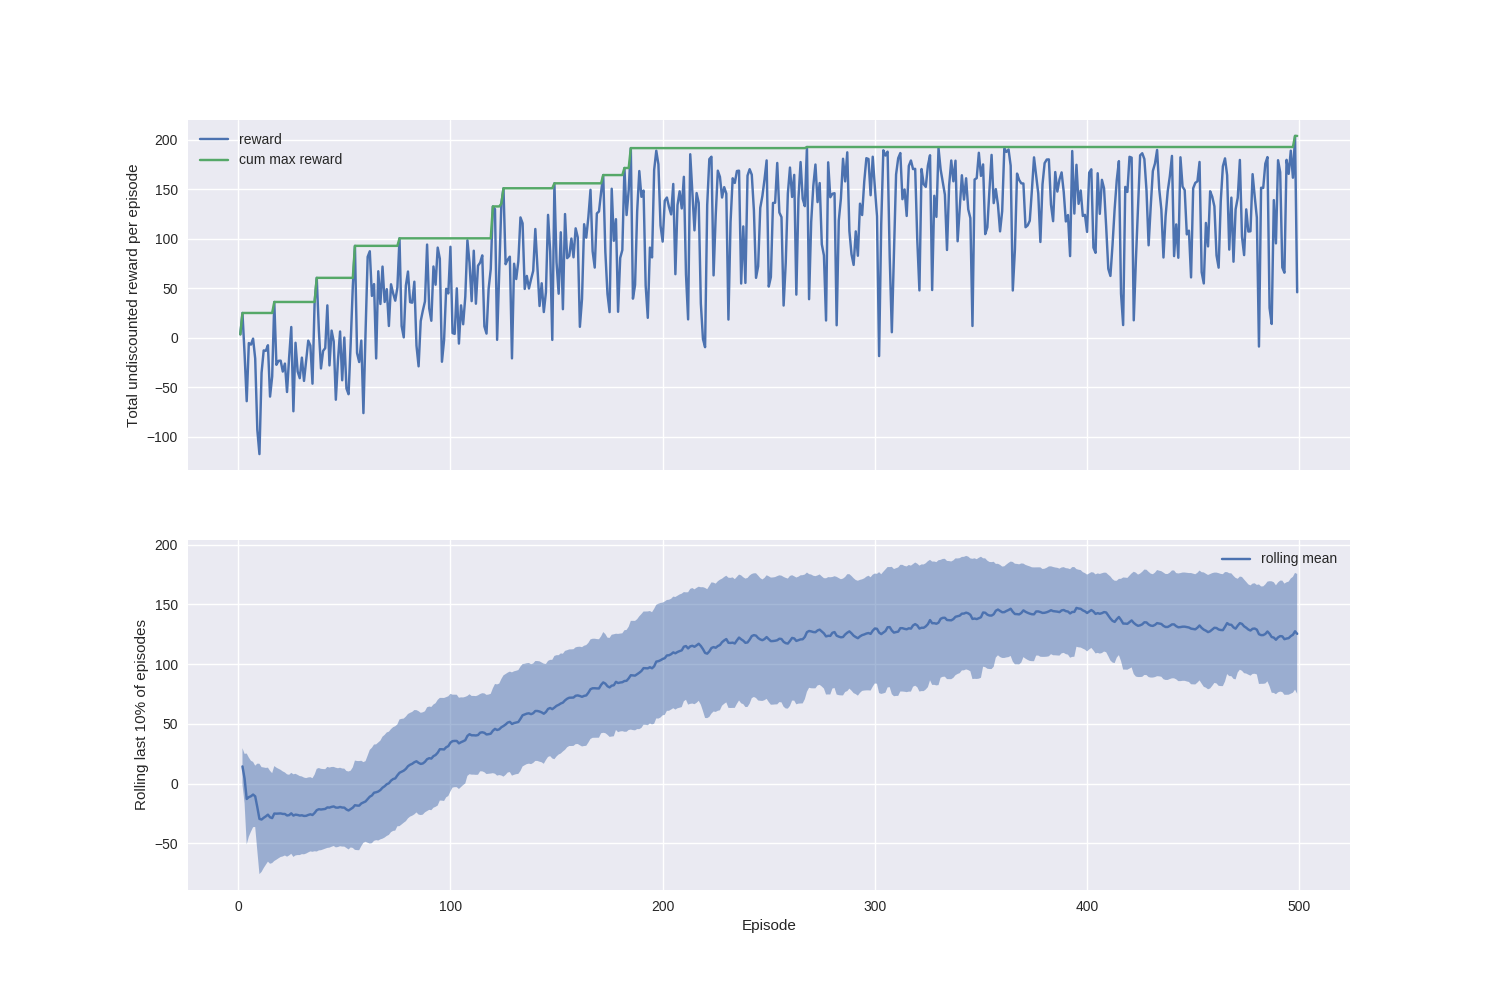 Total undiscounted reward per episode
200
150
100
50
0
−50
−100
reward
cum max reward
Rolling last 10% of episodes
200
150
100
50
0
−50
rolling mean
0 100 200 300 400 500
Episode